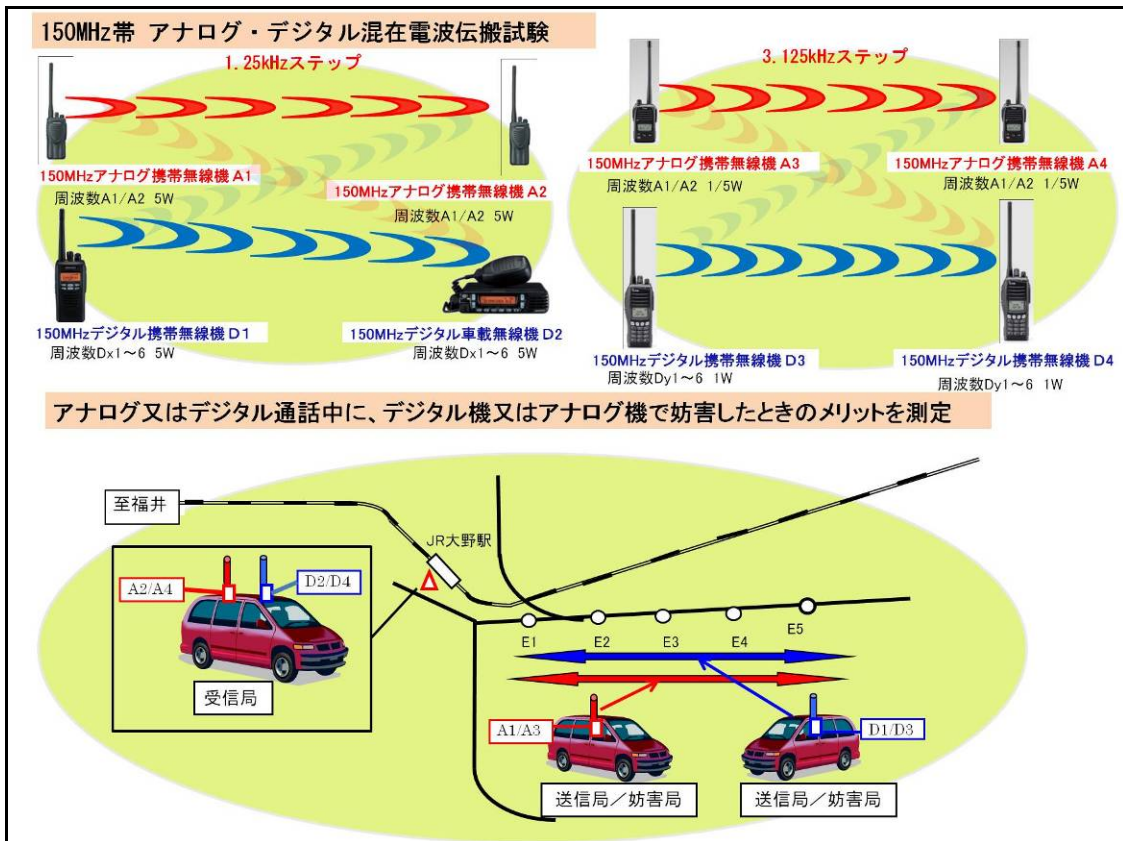 150MHz帯 アナログ・デジタル混在電波伝搬試験
1.25kHzステップ
3.125kHzステップ
150MHzアナログ携帯無線機 A1
周波数A1/A2 5W
150MHzアナログ携帯無線機 A2
周波数A1/A2 5W
150MHzアナログ携帯無線機 A3
周波数A1/A2 1/5W
150MHzアナログ携帯無線機 A4
周波数A1/A2 1/5W
150MHzデジタル携帯無線機 D1
周波数Dx1～6 5W
150MHzデジタル車載無線機 D2
周波数Dx1～6 5W
150MHzデジタル携帯無線機 D3
周波数Dy1～6 1W
150MHzデジタル携帯無線機 D4
周波数Dy1～6 1W
アナログ又はデジタル通話中に、デジタル機又はアナログ機で妨害したときのメリットを測定
至福井
JR大野駅
A2/A4
D2/D4
受信局
E1
E2
E3
E4
E5
A1/A3
D1/D3
送信局／妨害局
送信局／妨害局